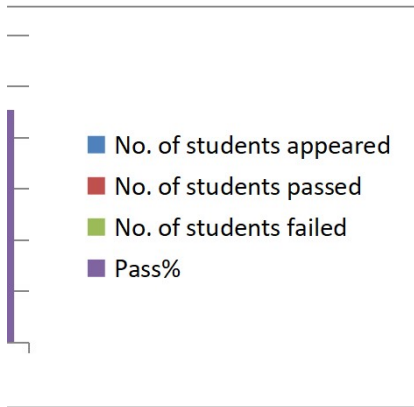 No. of students appeared
No. of students passed
No. of students failed
Pass%